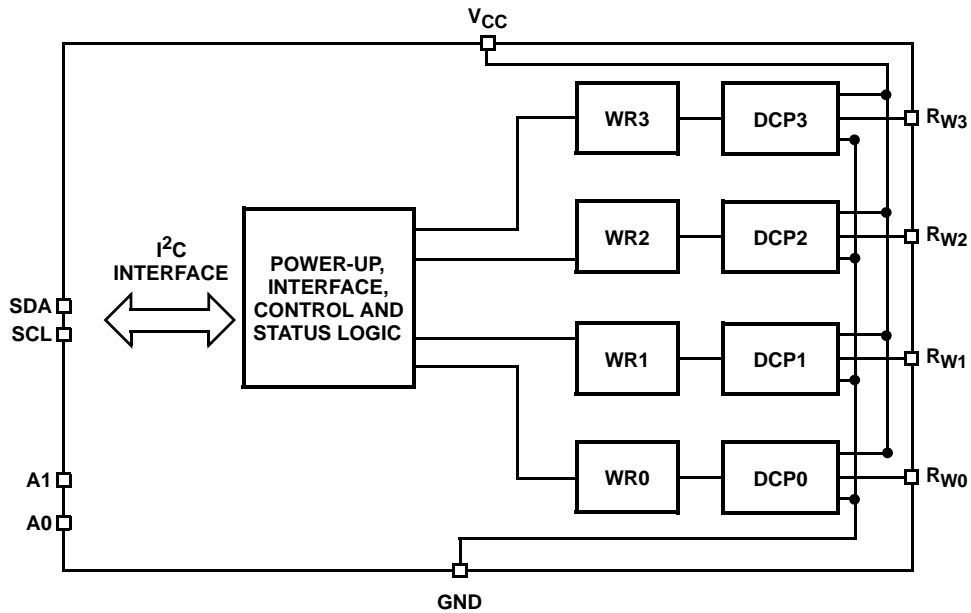 VCC
WR3
DCP3
RW3
WR2
DCP2
RW2
I2C
INTERFACE
POWER-UP,
INTERFACE,
CONTROL AND
STATUS LOGIC
SDA
SCL
WR1
DCP1
RW1
A1
A0
WR0
DCP0
RW0
GND